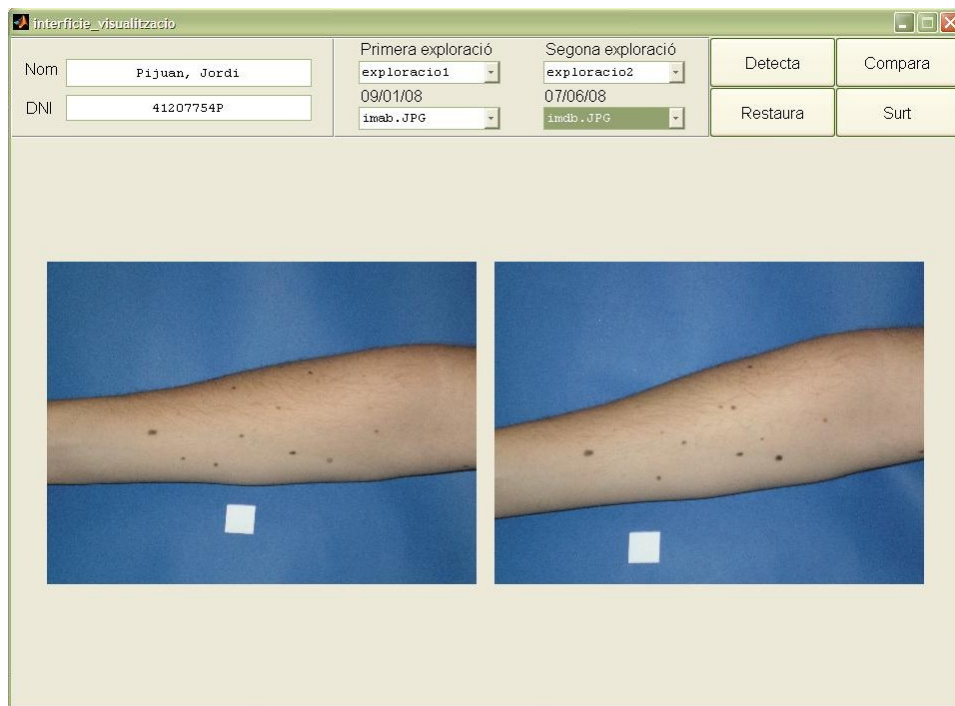 interficie_visualitzacio
Nom
Pijuan, Jordi
DNI
41207754P
Primera exploració
exploracio1
09/01/08
imab.JPG
Segona exploració
exploracio2
07/06/08
imdb.JPG
Detecta
Compara
Restaura
Surt